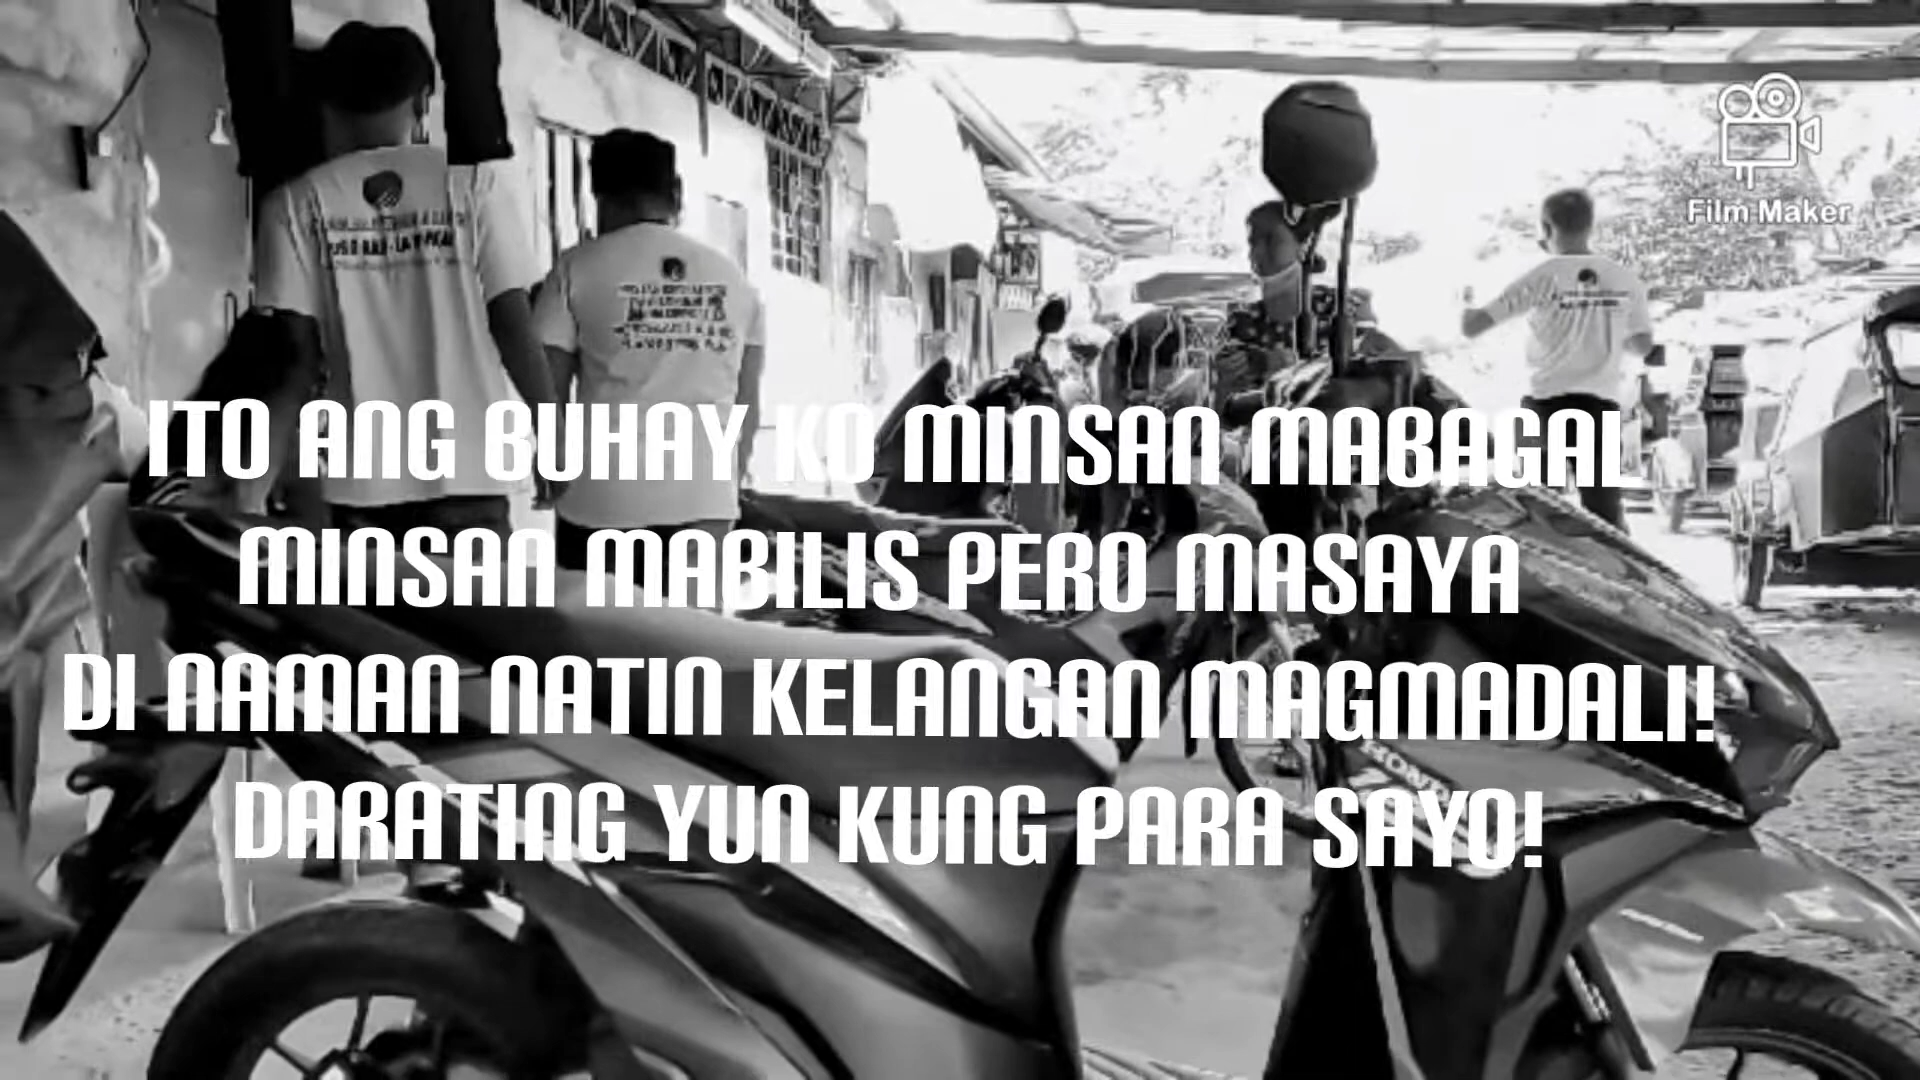 Film Maker
ITO ANG BUHAY KO MINSAN MABAGAL
MINSAN MABILIS PERO MASAYA
DI NAMAN NATIN KELANGAN MAGMADALI!
DARATING YUN KUNG PARA SAYO!
HONDA